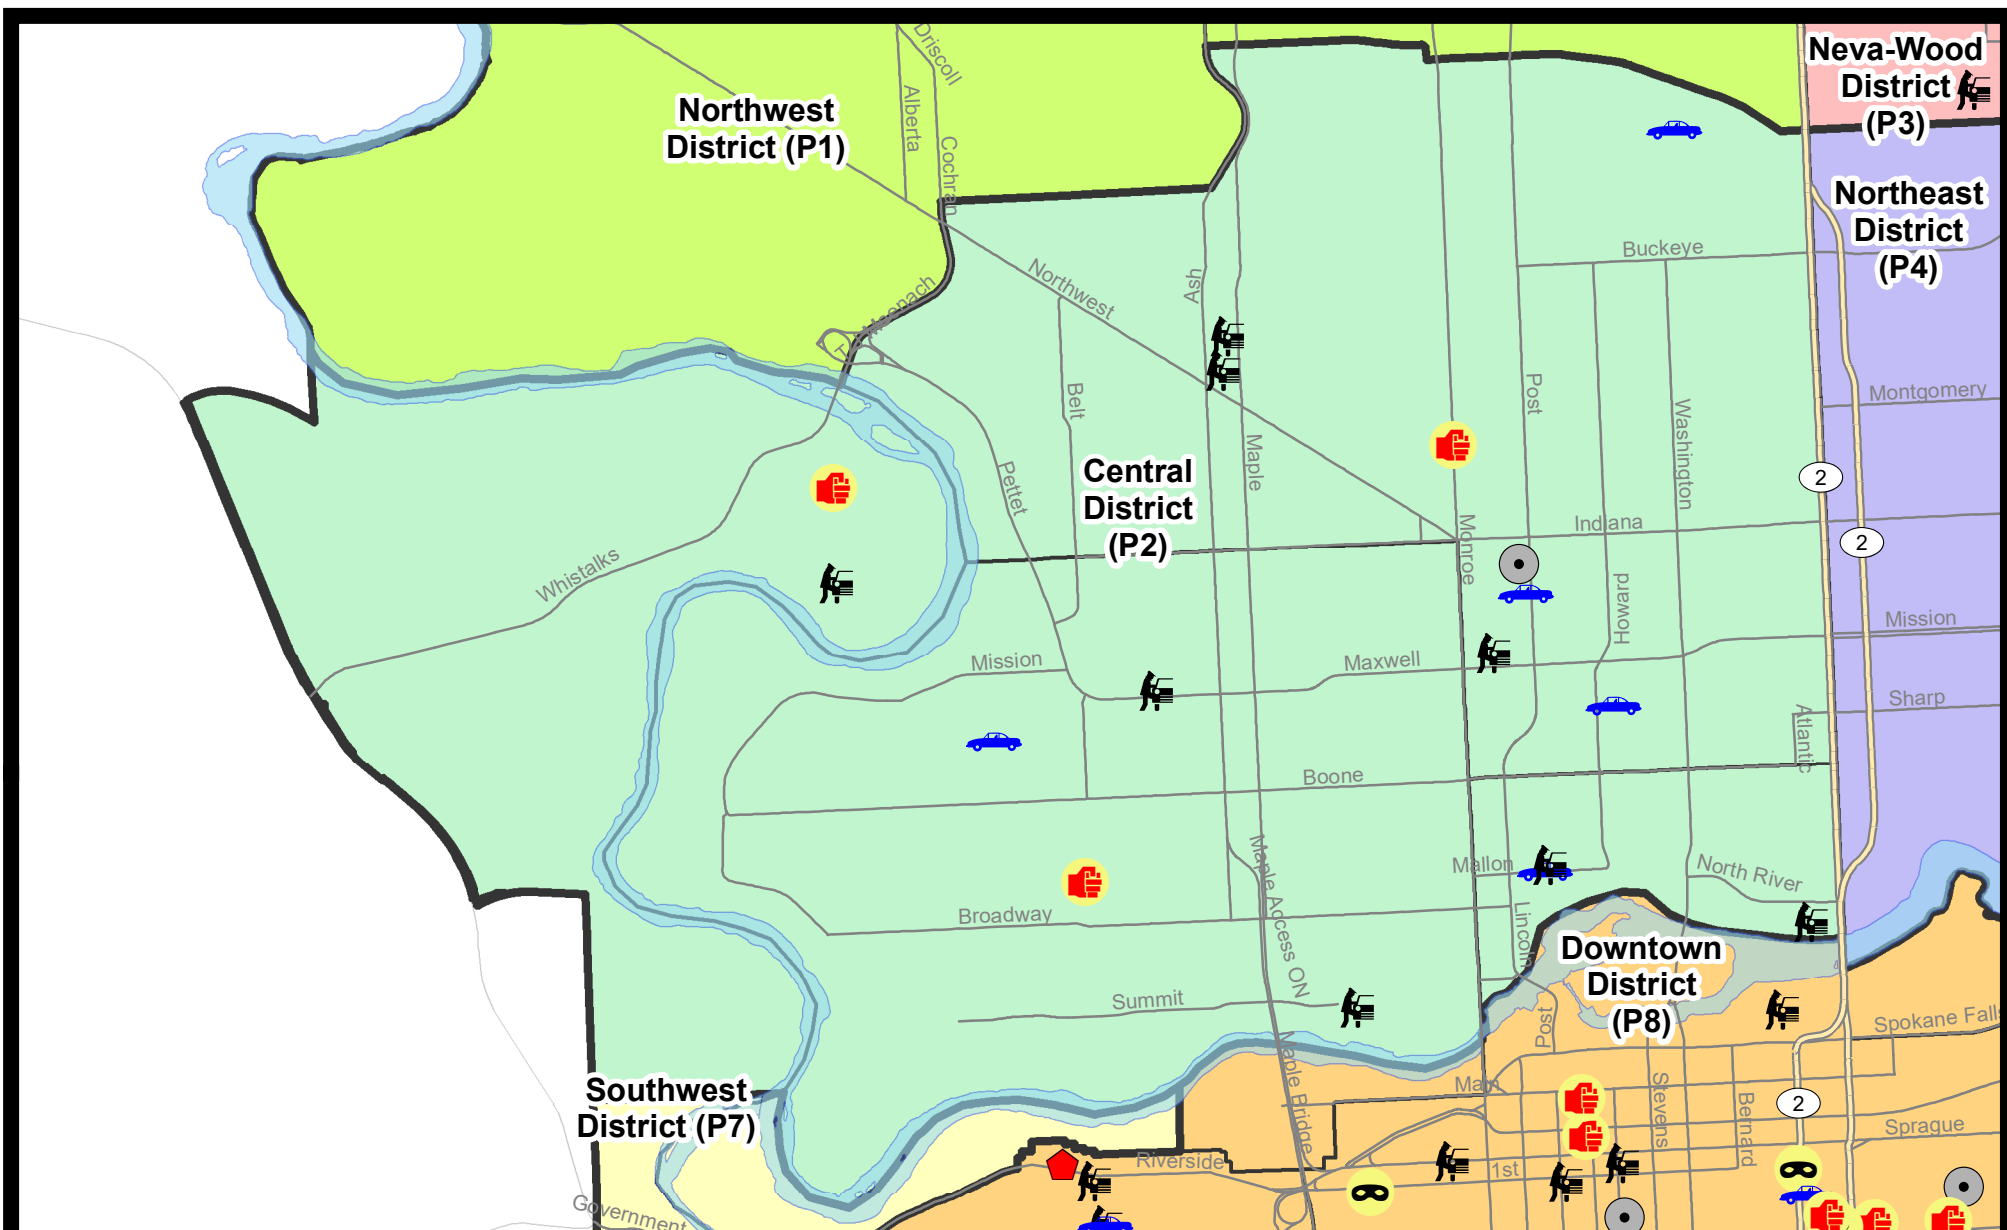 Driscoll
Neva-Wood
District
(P3)
Northwest
District (P1)
Alberta
Cochran
Northeast
District
(P4)
Buckeye
Northwest
Ash
Belt
Post
Washington
Montgomery
Maple
Pettet
Central
District
(P2)
2
Monroe
Indiana
2
Whistalks
Howard
Mission
Mission
Maxwell
Sharp
Atlantic
Boone
Maple Access ON
Mallon
North River
Broadway
Lincoln
Downtown
District
(P8)
Summit
Post
Spokane Falls
Maple Bridge
Southwest
District (P7)
Main
Stevens
Bernard
2
Sprague
Riverside
1st
Government